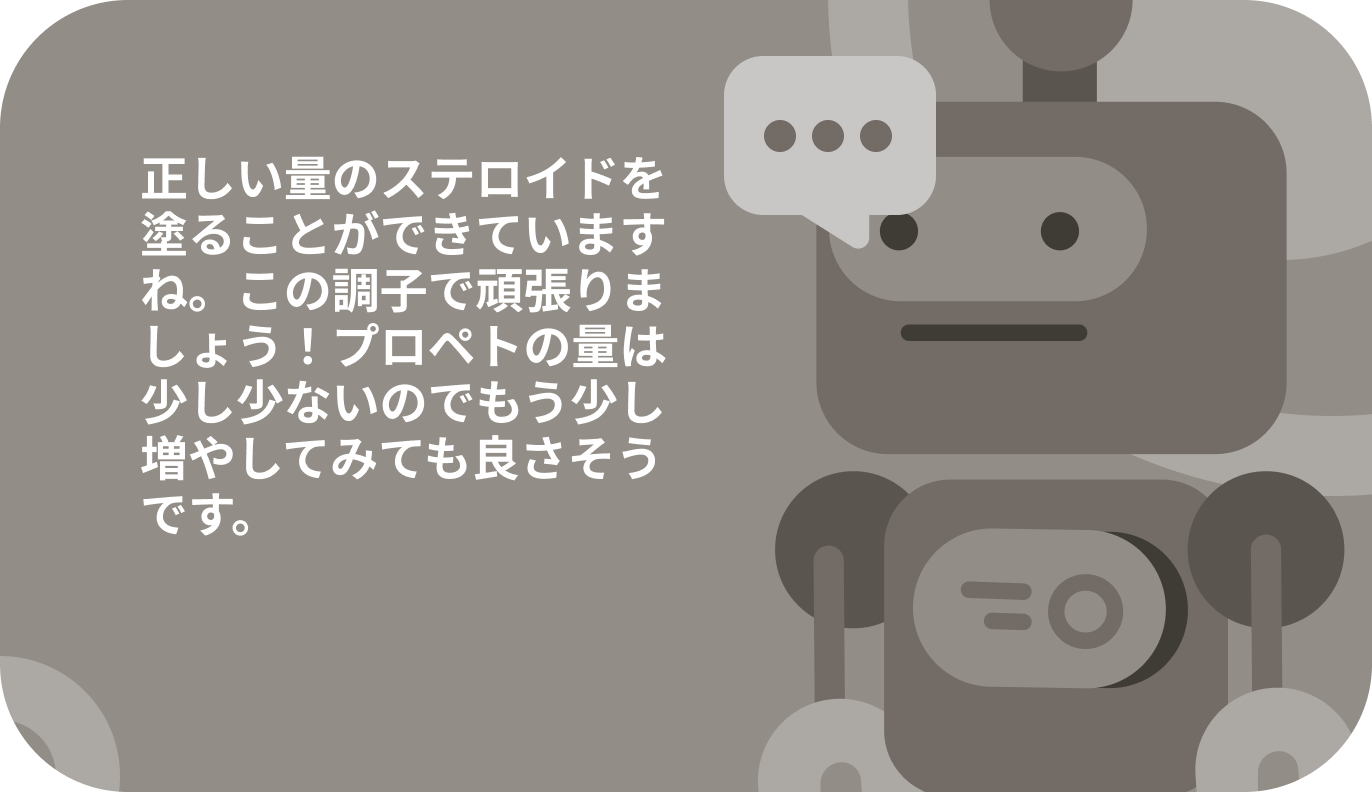 正しい量のステロイドを
塗ることができています
ね。この調子で頑張りま
しょう！プロペトの量は
少し少ないのでもう少し
増やしてみても良さそう
です。